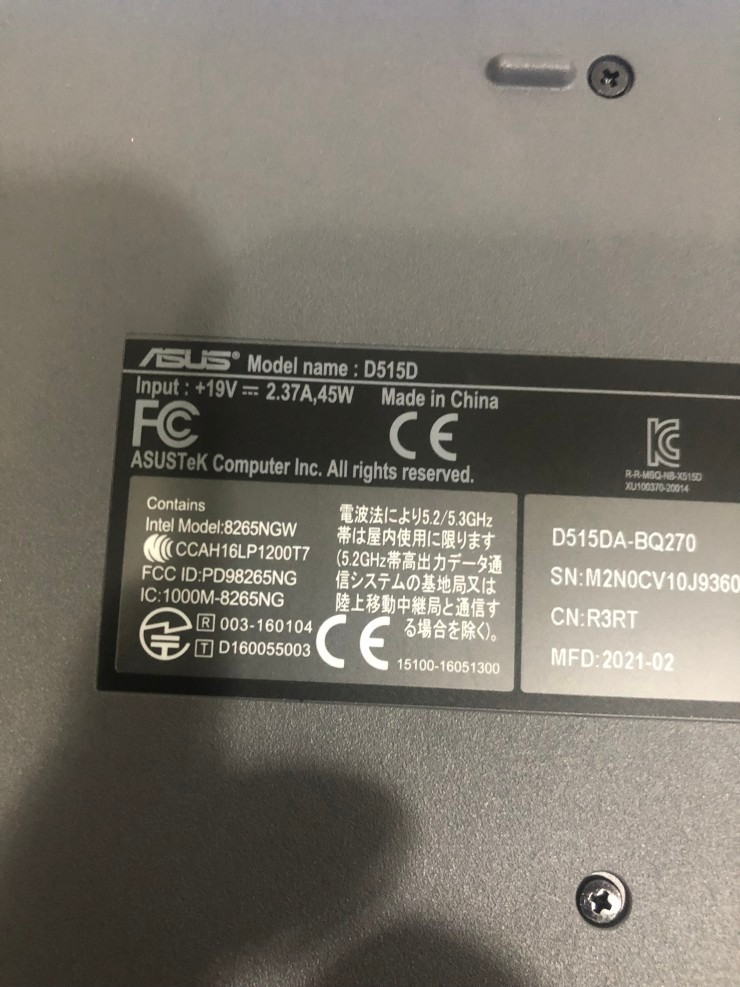 ASUS® Model name : D515D
Input : +19V ⎓ 2.37A,45W Made in China
FC CE
ASUSTeK Computer Inc. All rights reserved.
R-R-MSQ-NB-X515D
XU100370-20014
Contains
Intel Model:8265NGW
CCAH16LP1200T7
FCC ID:PD98265NG
IC:1000M-8265NG
R 003-160104
T D160055003
電波法により5.2/5.3GHz
帯は屋内使用に限ります
(5.2GHz帯高出力データ通
信システムの基地局又は
陸上移動中継局と通信す
る場合を除く)。
CE 15100-16051300
D515DA-BQ270
SN:M2N0CV10J9360
CN:R3RT
MFD:2021-02